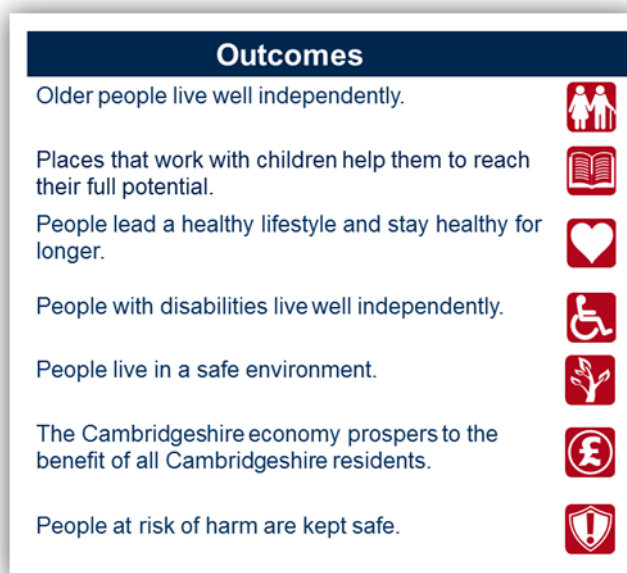 Outcomes
Older people live well independently.
Places that work with children help them to reach
their full potential.
People lead a healthy lifestyle and stay healthy for
longer.
People with disabilities live well independently.
People live in a safe environment.
The Cambridgeshire economy prospers to the
benefit of all Cambridgeshire residents.
£
People at risk of harm are kept safe.
!